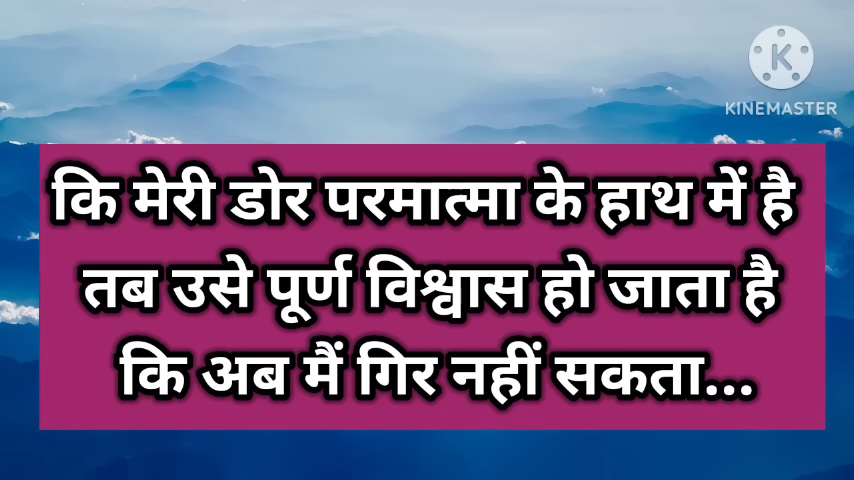 KINEMASTER
कि मेरी डोर परमात्मा के हाथ में है
तब उसे पूर्ण विश्वास हो जाता है
कि अब मैं गिर नहीं सकता...